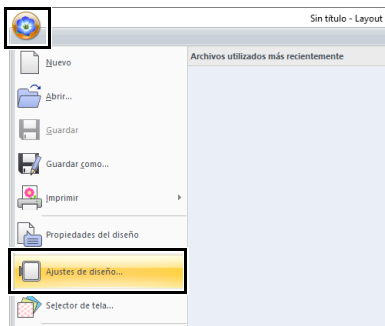 Sin título - Layout
Archivos utilizados más recientemente
Nuevo
Abrir...
Guardar
Guardar como...
Imprimir
Propiedades del diseño
Ajustes de diseño...
Selector de tela...